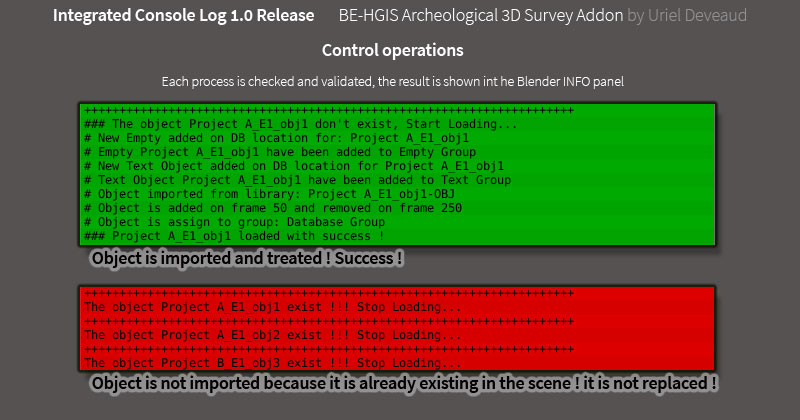 Integrated Console Log 1.0 Release BE-HGIS Archeological 3D Survey Addon by Uriel Deveaud
Control operations
Each process is checked and validated, the result is shown int he Blender INFO panel
++++++++++++++++++++++++++++++++++++++++++++++++++++++++++++++++++++++
### The object Project A_E1_obj1 don't exist, Start Loading...
# New Empty added on DB location for: Project A_E1_obj1
# Empty Project A_E1_obj1 have been added to Empty Group
# New Text Object added on DB location for Project A_E1_obj1
# Text Object Project A_E1_obj1 have been added to Text Group
# Object imported from library: Project A_E1_obj1-OBJ
# Object is added on frame 50 and removed on frame 250
# Object is assign to group: Database Group
### Project A_E1_obj1 loaded with success !
Object is imported and treated ! Success !
++++++++++++++++++++++++++++++++++++++++++++++++++++++++++++++++++++++
The object Project A_E1_obj1 exist !!! Stop Loading...
++++++++++++++++++++++++++++++++++++++++++++++++++++++++++++++++++++++
The object Project A_E1_obj2 exist !!! Stop Loading...
++++++++++++++++++++++++++++++++++++++++++++++++++++++++++++++++++++++
The object Project B_E1_obj3 exist !!! Stop Loading...
Object is not imported because it is already existing in the scene ! it is not replaced !